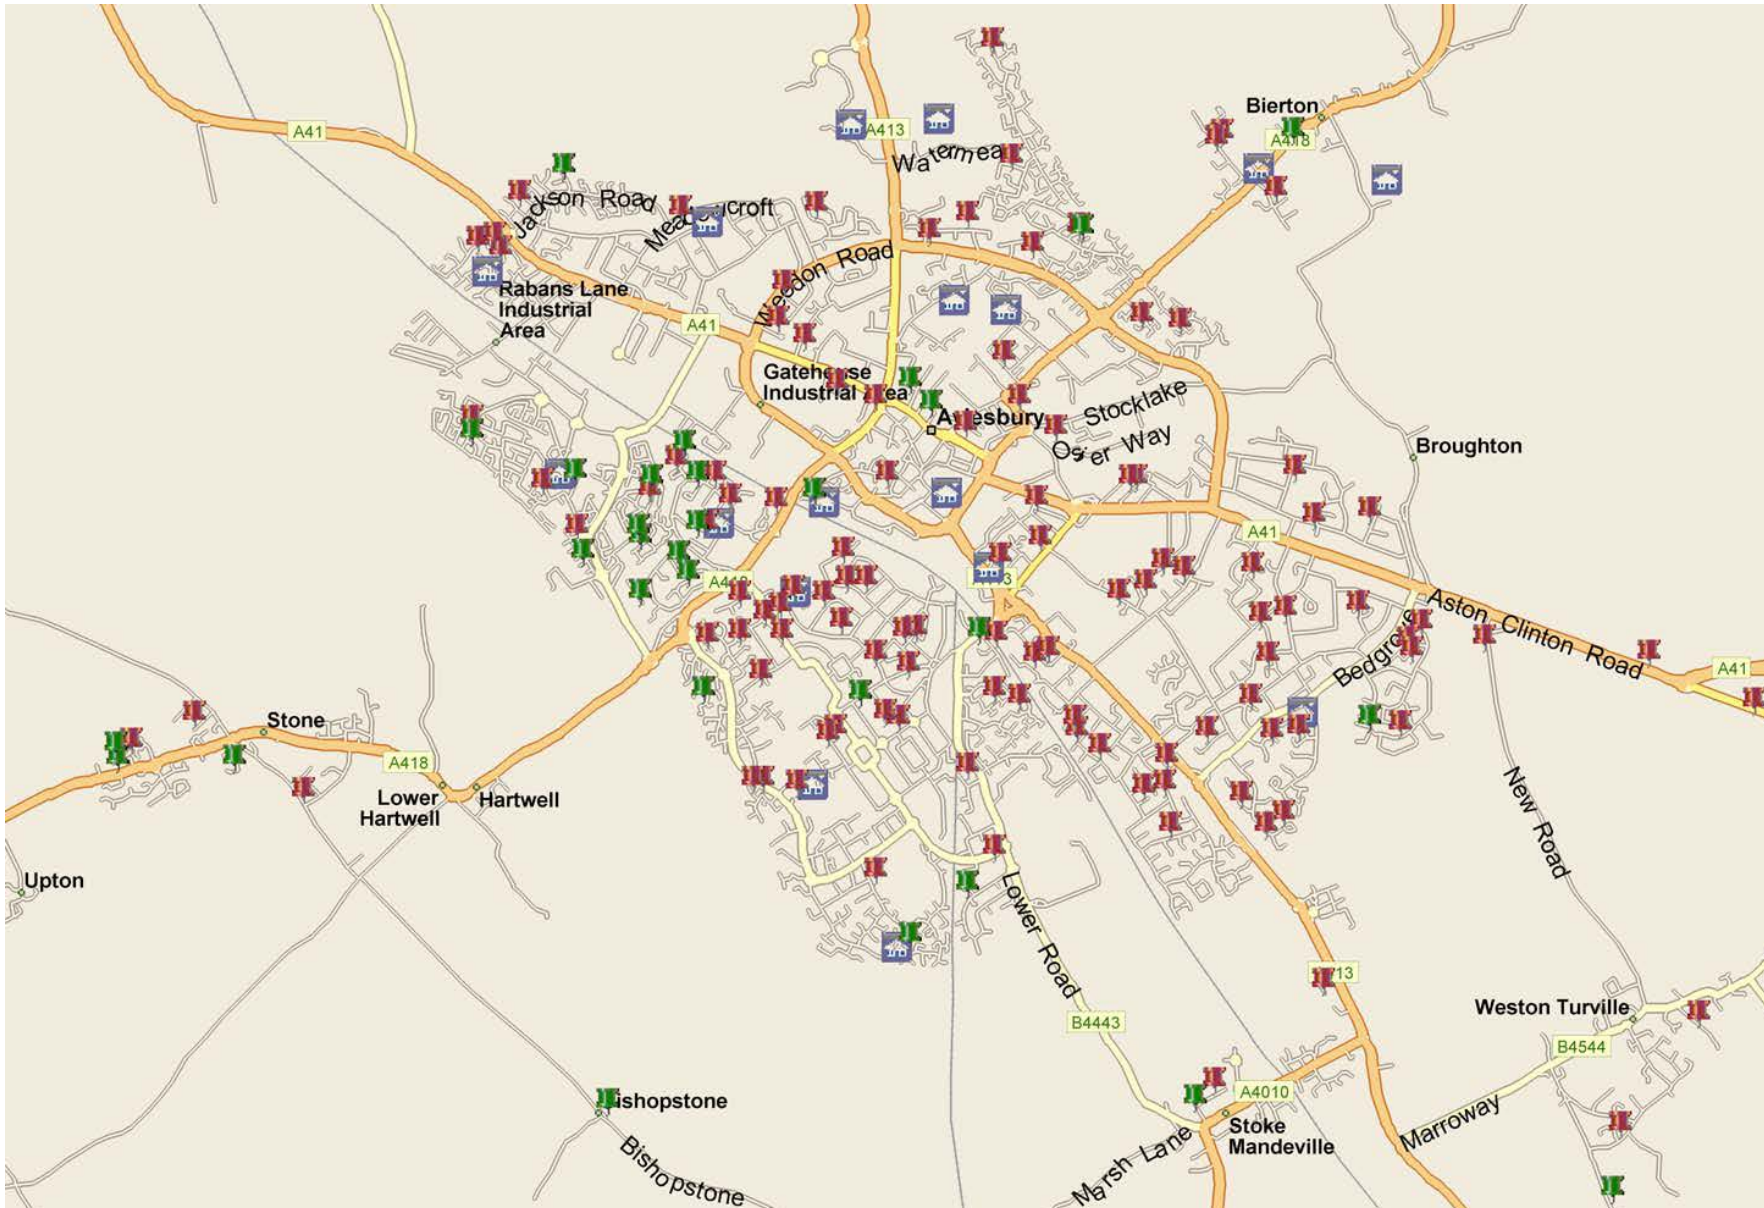 Bierton
A41
A413
A418
Watermea
Jackson Road
Meadowcroft
Weedon Road
Rabans Lane
Industrial
Area
A41
Gatehouse
Industrial Area
Aylesbury
Stocklake
Osier Way
Broughton
A41
A418
A413
Aston Clinton Road
Bedgrove
A41
Stone
A418
Lower
Hartwell
Hartwell
New Road
Upton
Lower Road
A413
Weston Turville
B4443
B4544
A4010
Bishopstone
Stoke
Mandeville
Marroway
Marsh Lane
Bishopstone